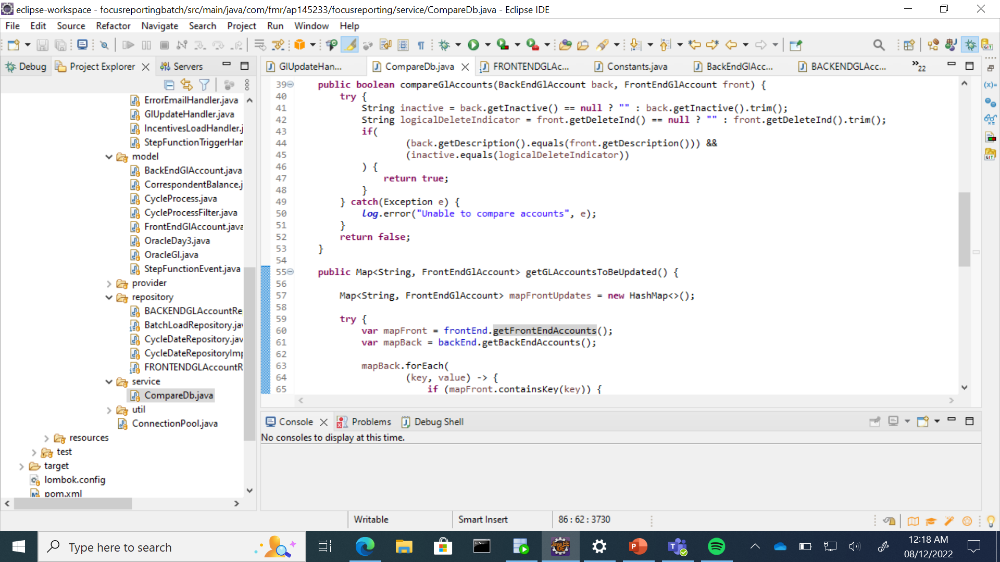 eclipse-workspace - focusreportingbatch/src/main/java/com/fmr/ap145233/focusreporting/service/CompareDb.java - Eclipse IDE
File Edit Source Refactor Navigate Search Project Run Window Help
Debug Project Explorer Servers
GlUpdateHan... CompareDb.java FRONTENDGLAc... Constants.java BackEndGlAcc... BACKENDGLAcc... »22
ErrorEmailHandler.java
GlUpdateHandler.java
IncentivesLoadHandler.j
StepFunctionTriggerHar
model
BackEndGlAccount.java
CorrespondentBalance.j
CycleProcess.java
CycleProcessFilter.java
FrontEndGlAccount.java
OracleDay3.java
OracleGl.java
StepFunctionEvent.java
provider
repository
BACKENDGLAccountRe
BatchLoadRepository.jav
CycleDateRepository.jav
CycleDateRepositoryImp
FRONTENDGLAccountR
service
CompareDb.java
util
ConnectionPool.java
resources
test
target
lombok.config
pom.xml
39 public boolean compareGlAccounts(BackEndGlAccount back, FrontEndGlAccount front) {
40 try {
41 String inactive = back.getInactive() == null ? "" : back.getInactive().trim();
42 String logicalDeleteIndicator = front.getDeleteInd() == null ? "" : front.getDeleteInd().trim();
43 if(
44 (back.getDescription().equals(front.getDescription())) &&
45 (inactive.equals(logicalDeleteIndicator))
46 ) {
47 return true;
48 }
49 } catch(Exception e) {
50 log.error("Unable to compare accounts", e);
51 }
52 return false;
53 }
54
55 public Map<String, FrontEndGlAccount> getGLAccountsToBeUpdated() {
56
57 Map<String, FrontEndGlAccount> mapFrontUpdates = new HashMap<>();
58
59 try {
60 var mapFront = frontEnd.getFrontEndAccounts();
61 var mapBack = backEnd.getBackEndAccounts();
62
63 mapBack.forEach(
64 (key, value) -> {
65 if (mapFront.containsKey(key)) {
(x)=
GIT
GIT
Console Problems Debug Shell
No consoles to display at this time.
Writable Smart Insert 86 : 62 : 3730
Type here to search
Java EE
IDE
12:18 AM
08/12/2022